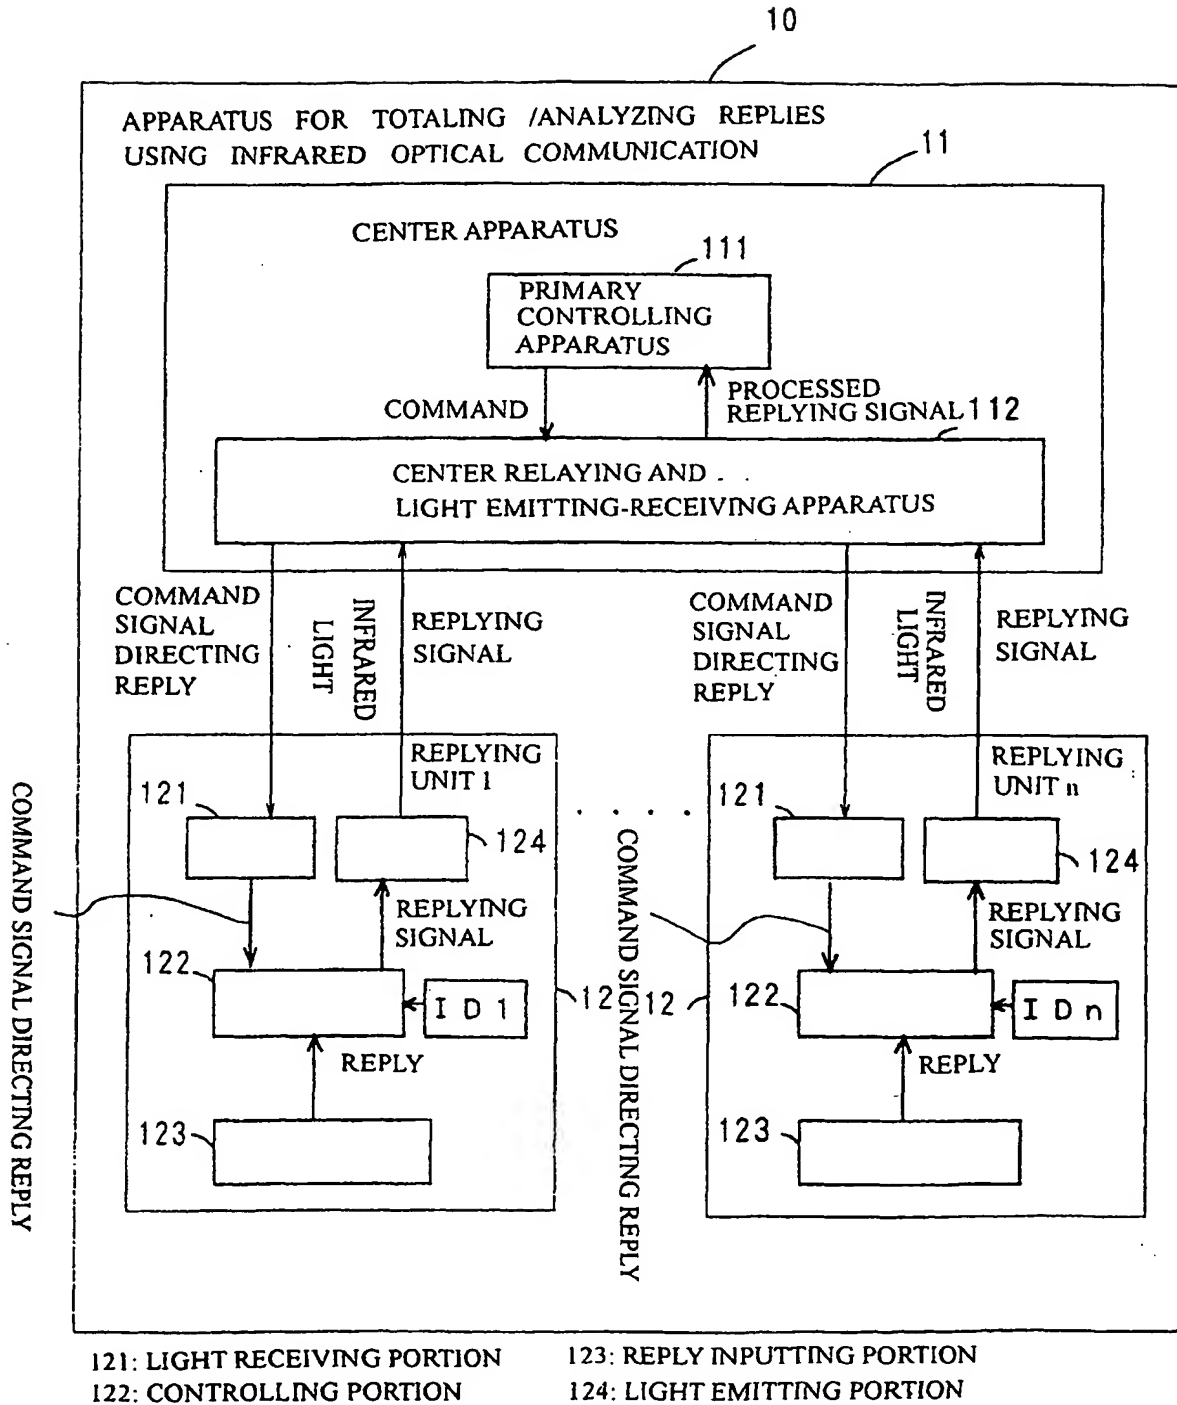 10
APPARATUS FOR TOTALING /ANALYZING REPLIES
USING INFRARED OPTICAL COMMUNICATION
11
CENTER APPARATUS
111
PRIMARY
CONTROLLING
APPARATUS
COMMAND
PROCESSED
REPLYING SIGNAL
112
CENTER RELAYING AND
LIGHT EMITTING-RECEIVING APPARATUS
COMMAND
SIGNAL
DIRECTING
REPLY
INFRARED
LIGHT
REPLYING
SIGNAL
COMMAND
SIGNAL
DIRECTING
REPLY
INFRARED
LIGHT
REPLYING
SIGNAL
COMMAND SIGNAL DIRECTING REPLY
REPLYING
UNIT 1
121
124
REPLYING
SIGNAL
122
ID1
12
REPLY
123
COMMAND SIGNAL DIRECTING REPLY
REPLYING
UNIT n
121
124
REPLYING
SIGNAL
12
122
IDn
REPLY
123
121: LIGHT RECEIVING PORTION
122: CONTROLLING PORTION
123: REPLY INPUTTING PORTION
124: LIGHT EMITTING PORTION